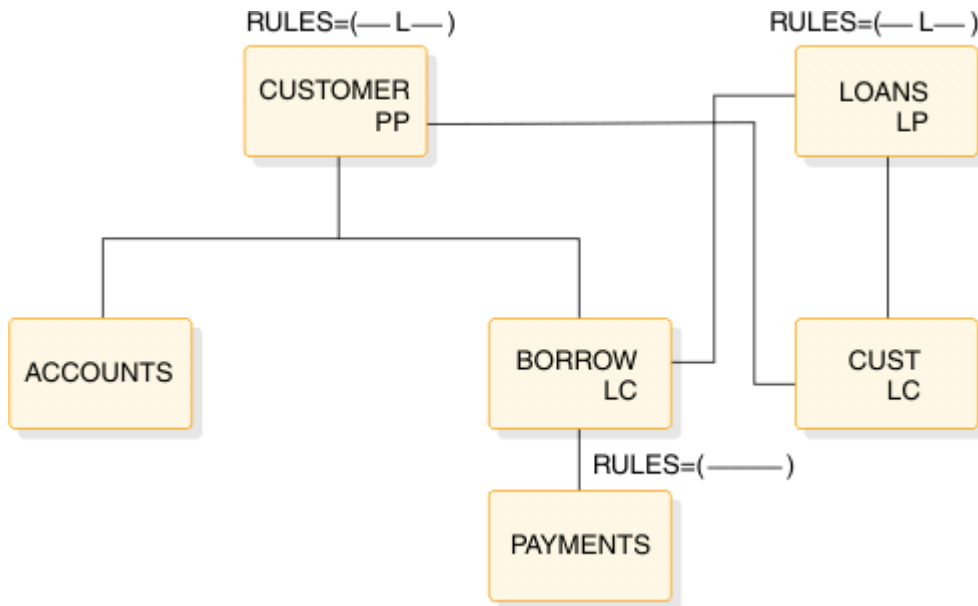 RULES=(— L— )
RULES=(— L— )
CUSTOMER
PP
LOANS
LP
ACCOUNTS
BORROW
LC
CUST
LC
RULES=( —— )
PAYMENTS